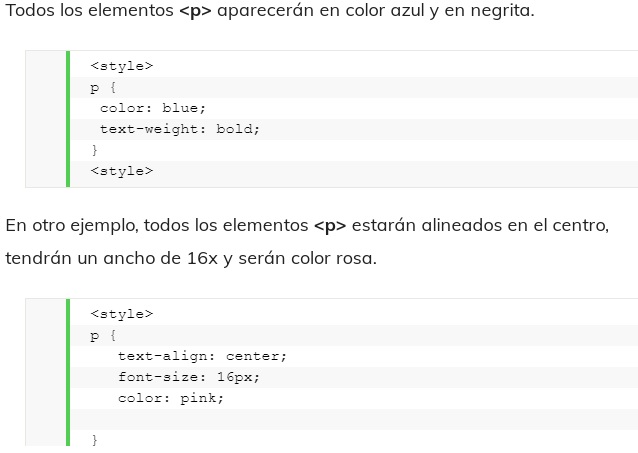 Todos los elementos <p> aparecerán en color azul y en negrita.
<style>
p {
color: blue;
text-weight: bold;
}
<style>
En otro ejemplo, todos los elementos <p> estarán alineados en el centro,
tendrán un ancho de 16x y serán color rosa.
<style>
p {
text-align: center;
font-size: 16px;
color: pink;
}